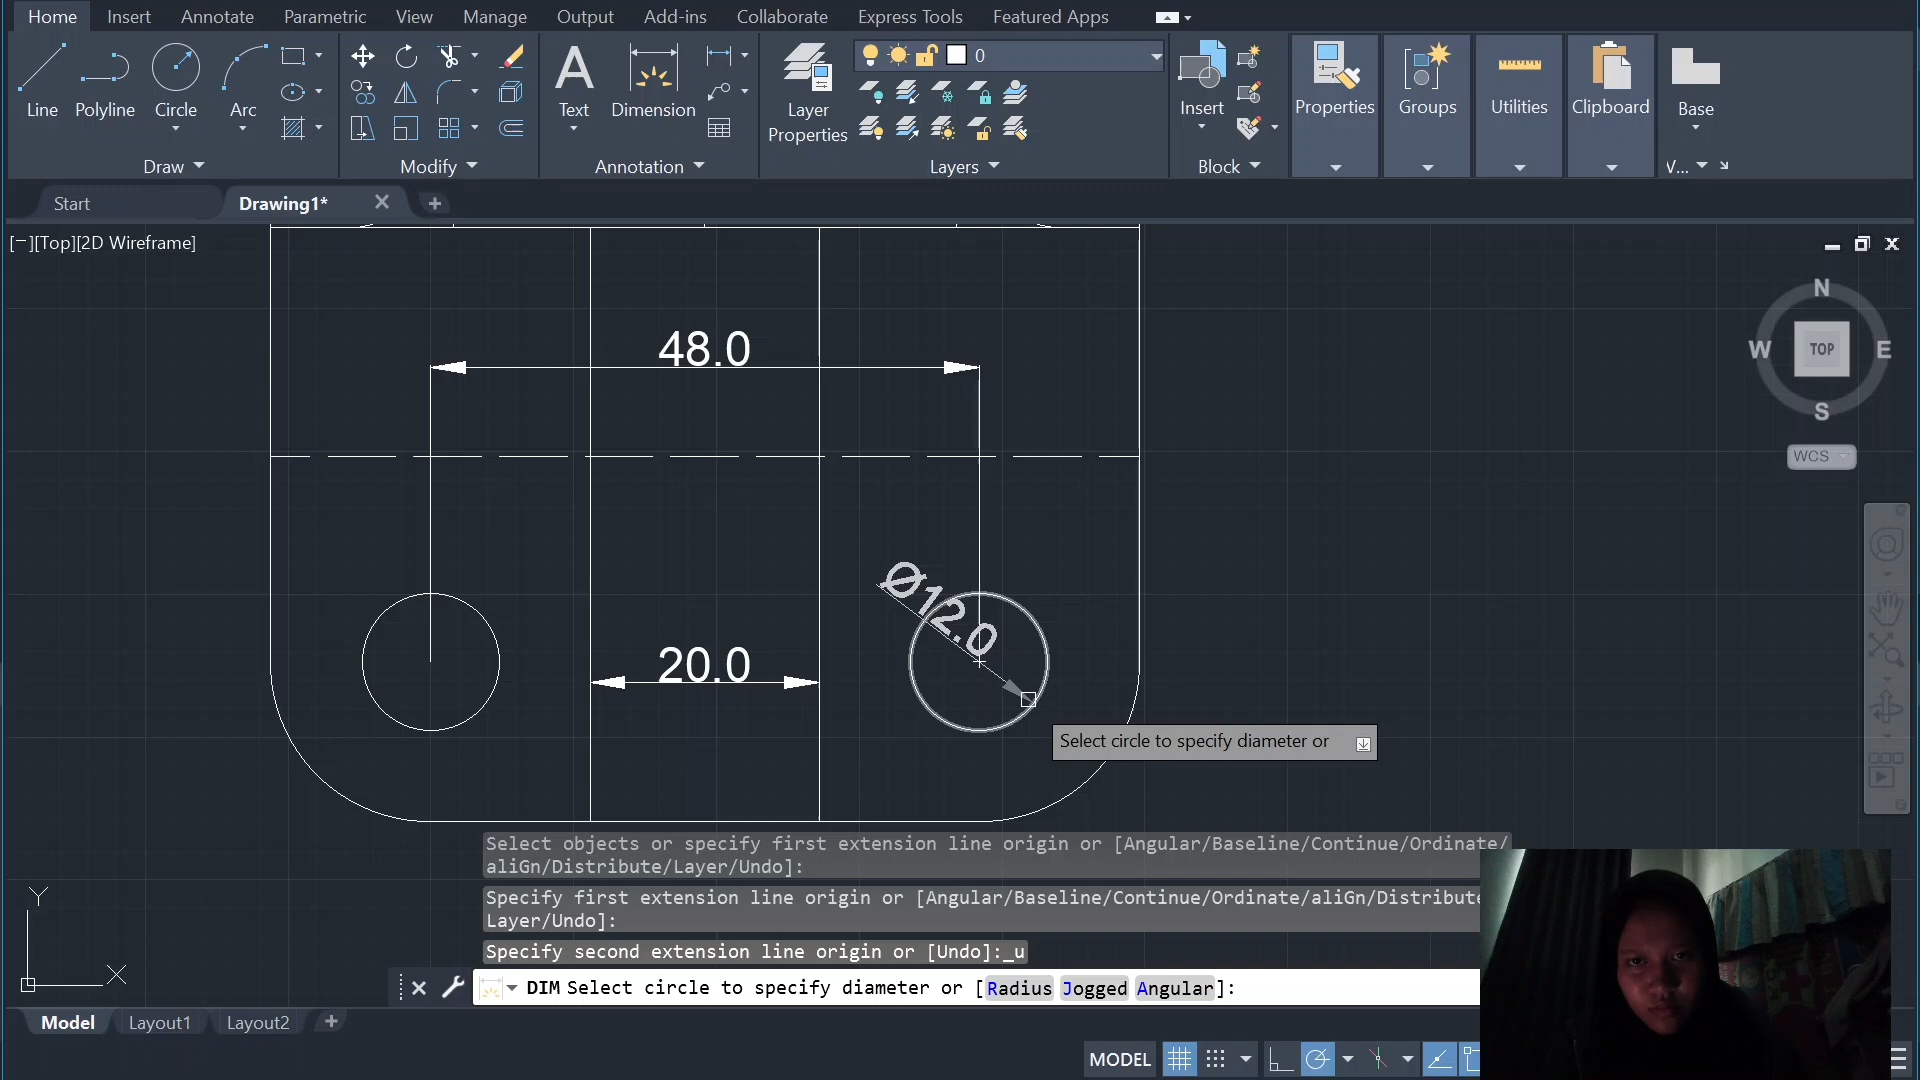 Home Insert Annotate Parametric View Manage Output Add-ins Collaborate Express Tools Featured Apps
0
Line Polyline Circle Arc
Text Dimension
Layer Properties
Insert Properties Groups Utilities Clipboard Base
Draw Modify Annotation Layers Block V...
Start Drawing1*
[−][Top][2D Wireframe]
N
W TOP E
S
WCS
48.0
Ø12.0
20.0
Select circle to specify diameter or
Select objects or specify first extension line origin or [Angular/Baseline/Continue/Ordinate/
aliGn/Distribute/Layer/Undo]:
Specify first extension line origin or [Angular/Baseline/Continue/Ordinate/aliGn/Distribute
Layer/Undo]:
Specify second extension line origin or [Undo]:_u
DIM Select circle to specify diameter or [Radius Jogged Angular]:
Y
X
Model Layout1 Layout2
MODEL